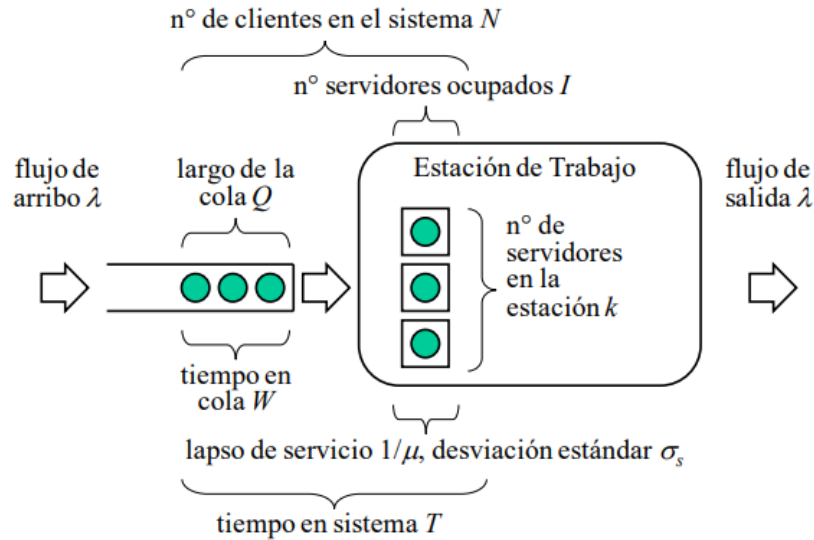 n° de clientes en el sistema N
n° servidores ocupados I
flujo de
arribo λ
largo de la
cola Q
Estación de Trabajo
n° de
servidores
en la
estación k
flujo de
salida λ
tiempo en
cola W
lapso de servicio 1/μ, desviación estándar σₛ
tiempo en sistema T